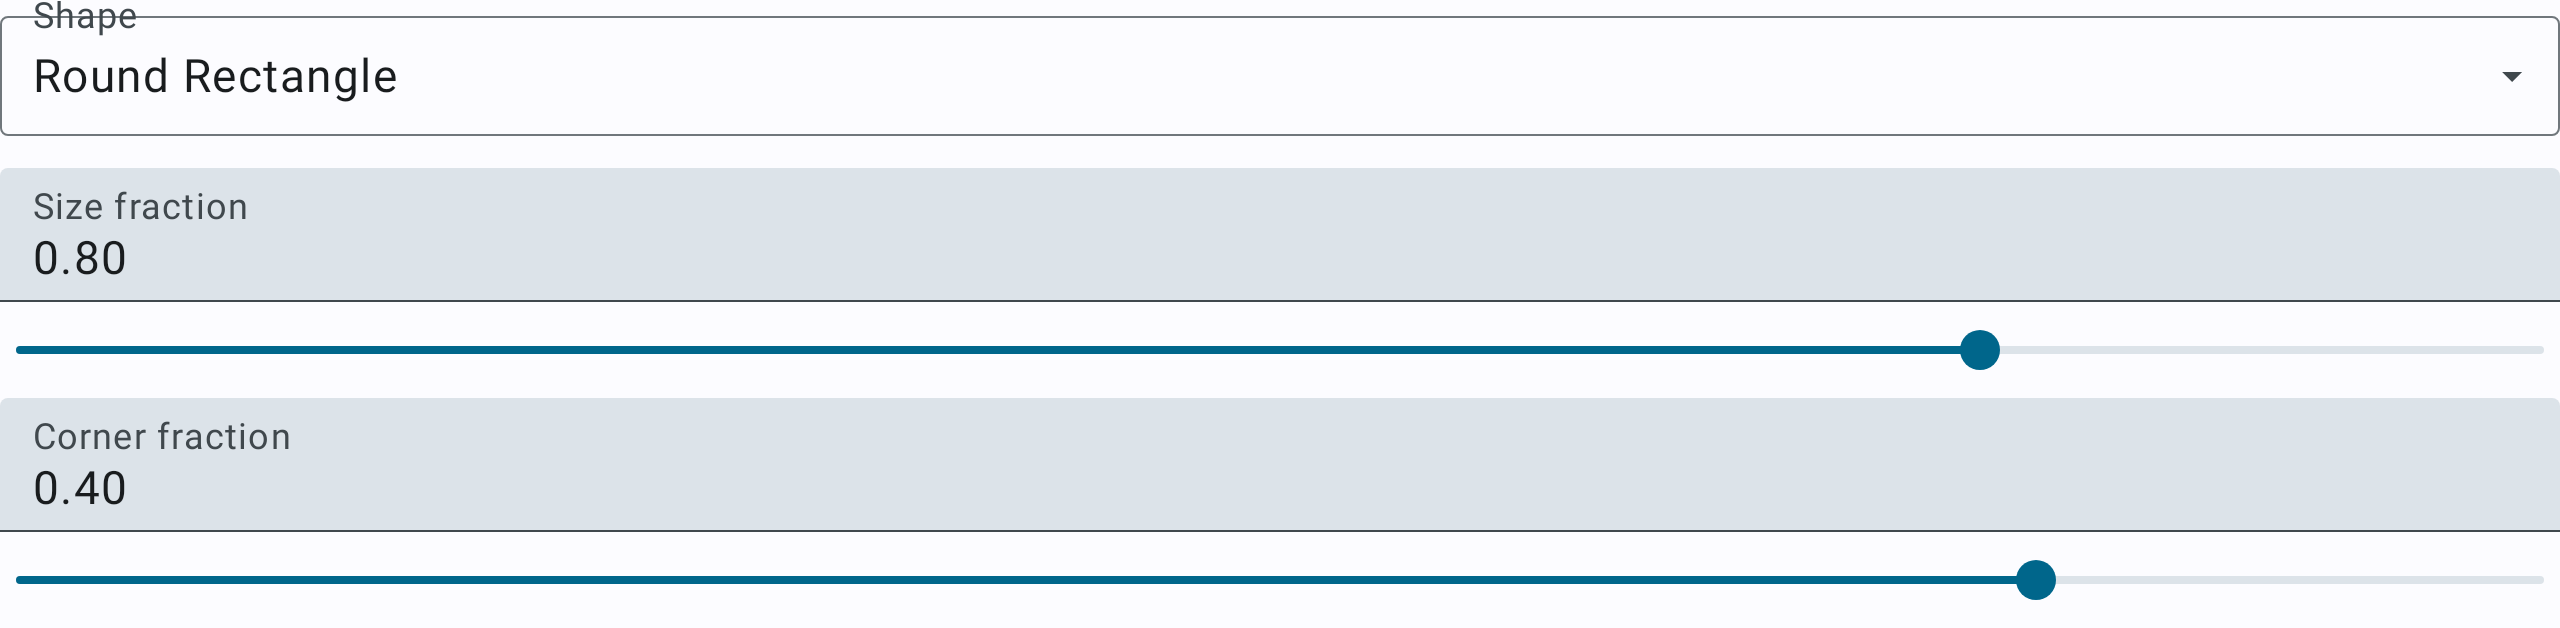 Shape
Round Rectangle
Size fraction
0.80
Corner fraction
0.40